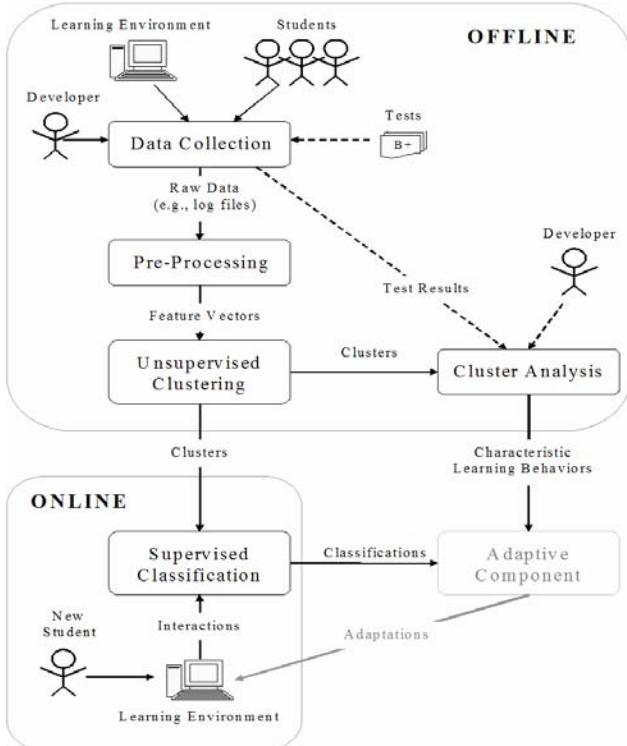 Learning Environment
Students
OFFLINE
Developer
Data Collection
Tests
B+
Raw Data
(e.g., log files)
Developer
Pre-Processing
Test Results
Feature Vectors
Unsupervised
Clustering
Clusters
Cluster Analysis
Clusters
Characteristic
Learning Behaviors
ONLINE
Supervised
Classification
Classifications
Adaptive
Component
New
Student
Interactions
Adaptations
Learning Environment